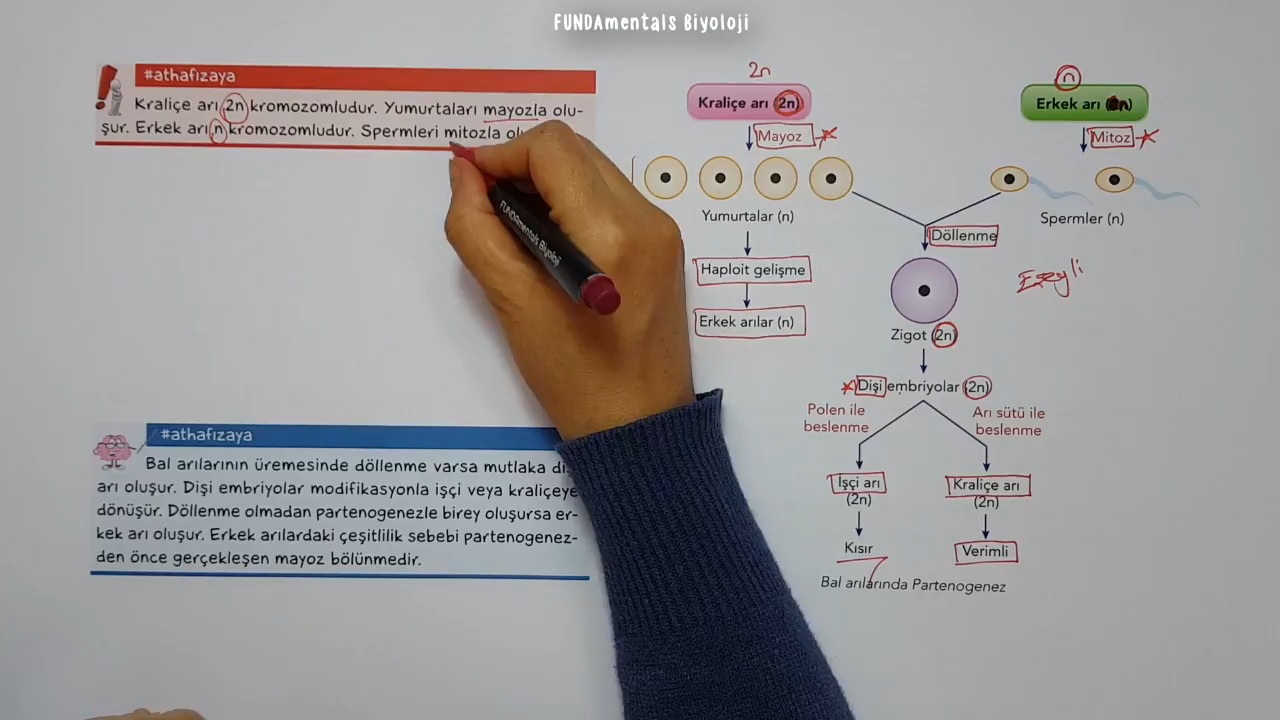 FUNDAmentals Biyoloji
#athafızaya
Kraliçe arı 2n kromozomludur. Yumurtaları mayozla olu-
şur. Erkek arı n kromozomludur. Spermleri mitozla
2n
Kraliçe arı (2n)
Mayoz
n
Erkek arı
Mitoz
Yumurtalar (n)
Spermler (n)
Döllenme
Haploit gelişme
Erkek arılar (n)
Eşeyli
Zigot (2n)
Dişi embriyolar (2n)
Polen ile
beslenme
Arı sütü ile
beslenme
İşçi arı
(2n)
Kraliçe arı
(2n)
Kısır
Verimli
Bal arılarında Partenogenez
FUNDAmentals Biyoloji
#athafızaya
Bal arılarının üremesinde döllenme varsa mutlaka
arı oluşur. Dişi embriyolar modifikasyonla işçi veya kraliçeye
dönüşür. Döllenme olmadan partenogenezle birey oluşursa er-
kek arı oluşur. Erkek arılardaki çeşitlilik sebebi partenogenez-
den önce gerçekleşen mayoz bölünmedir.